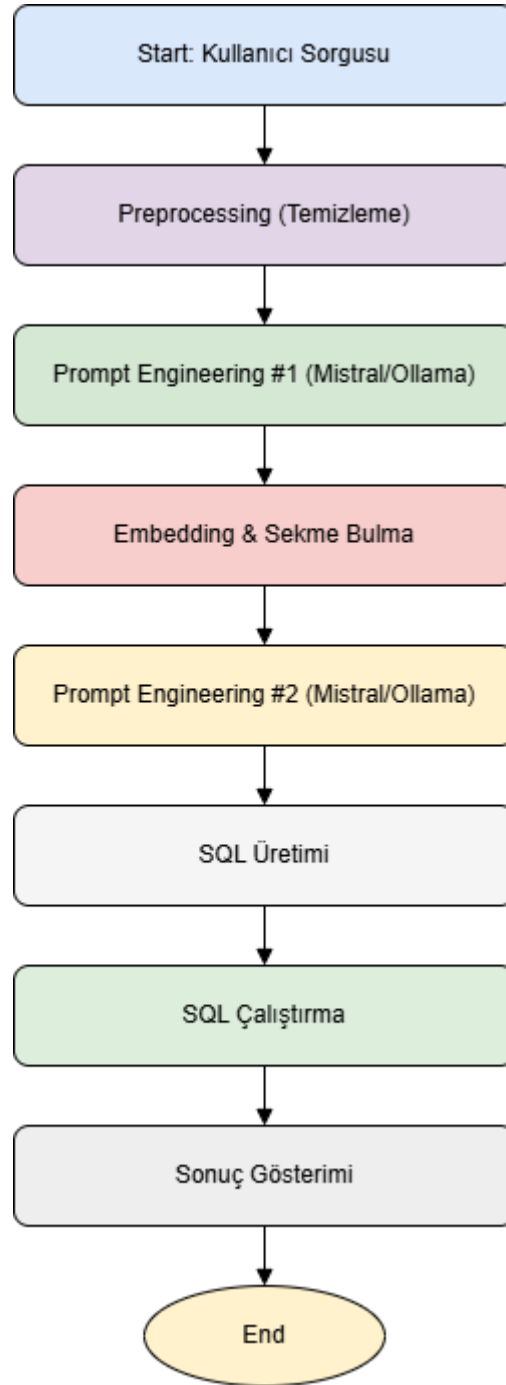 Start: Kullanıcı Sorgusu
Preprocessing (Temizleme)
Prompt Engineering #1 (Mistral/Ollama)
Embedding & Sekme Bulma
Prompt Engineering #2 (Mistral/Ollama)
SQL Üretimi
SQL Çalıştırma
Sonuç Gösterimi
End